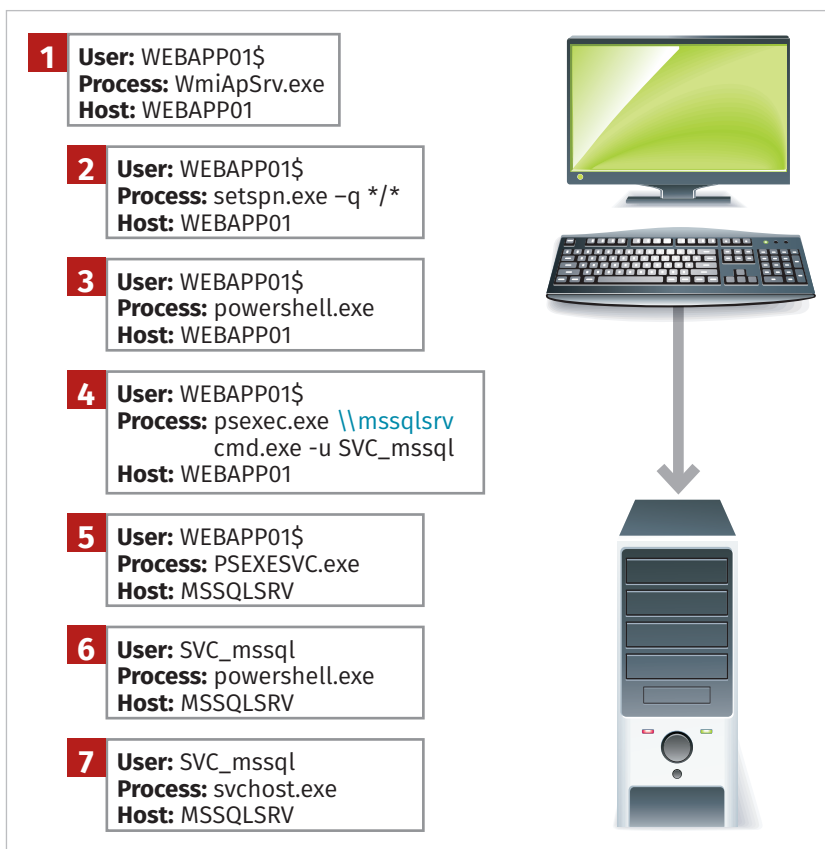 1
User: WEBAPP01$
Process: WmiApSrv.exe
Host: WEBAPP01
2
User: WEBAPP01$
Process: setspn.exe –q */*
Host: WEBAPP01
3
User: WEBAPP01$
Process: powershell.exe
Host: WEBAPP01
4
User: WEBAPP01$
Process: psexec.exe \\mssqlsrv
cmd.exe -u SVC_mssql
Host: WEBAPP01
5
User: WEBAPP01$
Process: PSEXESVC.exe
Host: MSSQLSRV
6
User: SVC_mssql
Process: powershell.exe
Host: MSSQLSRV
7
User: SVC_mssql
Process: svchost.exe
Host: MSSQLSRV